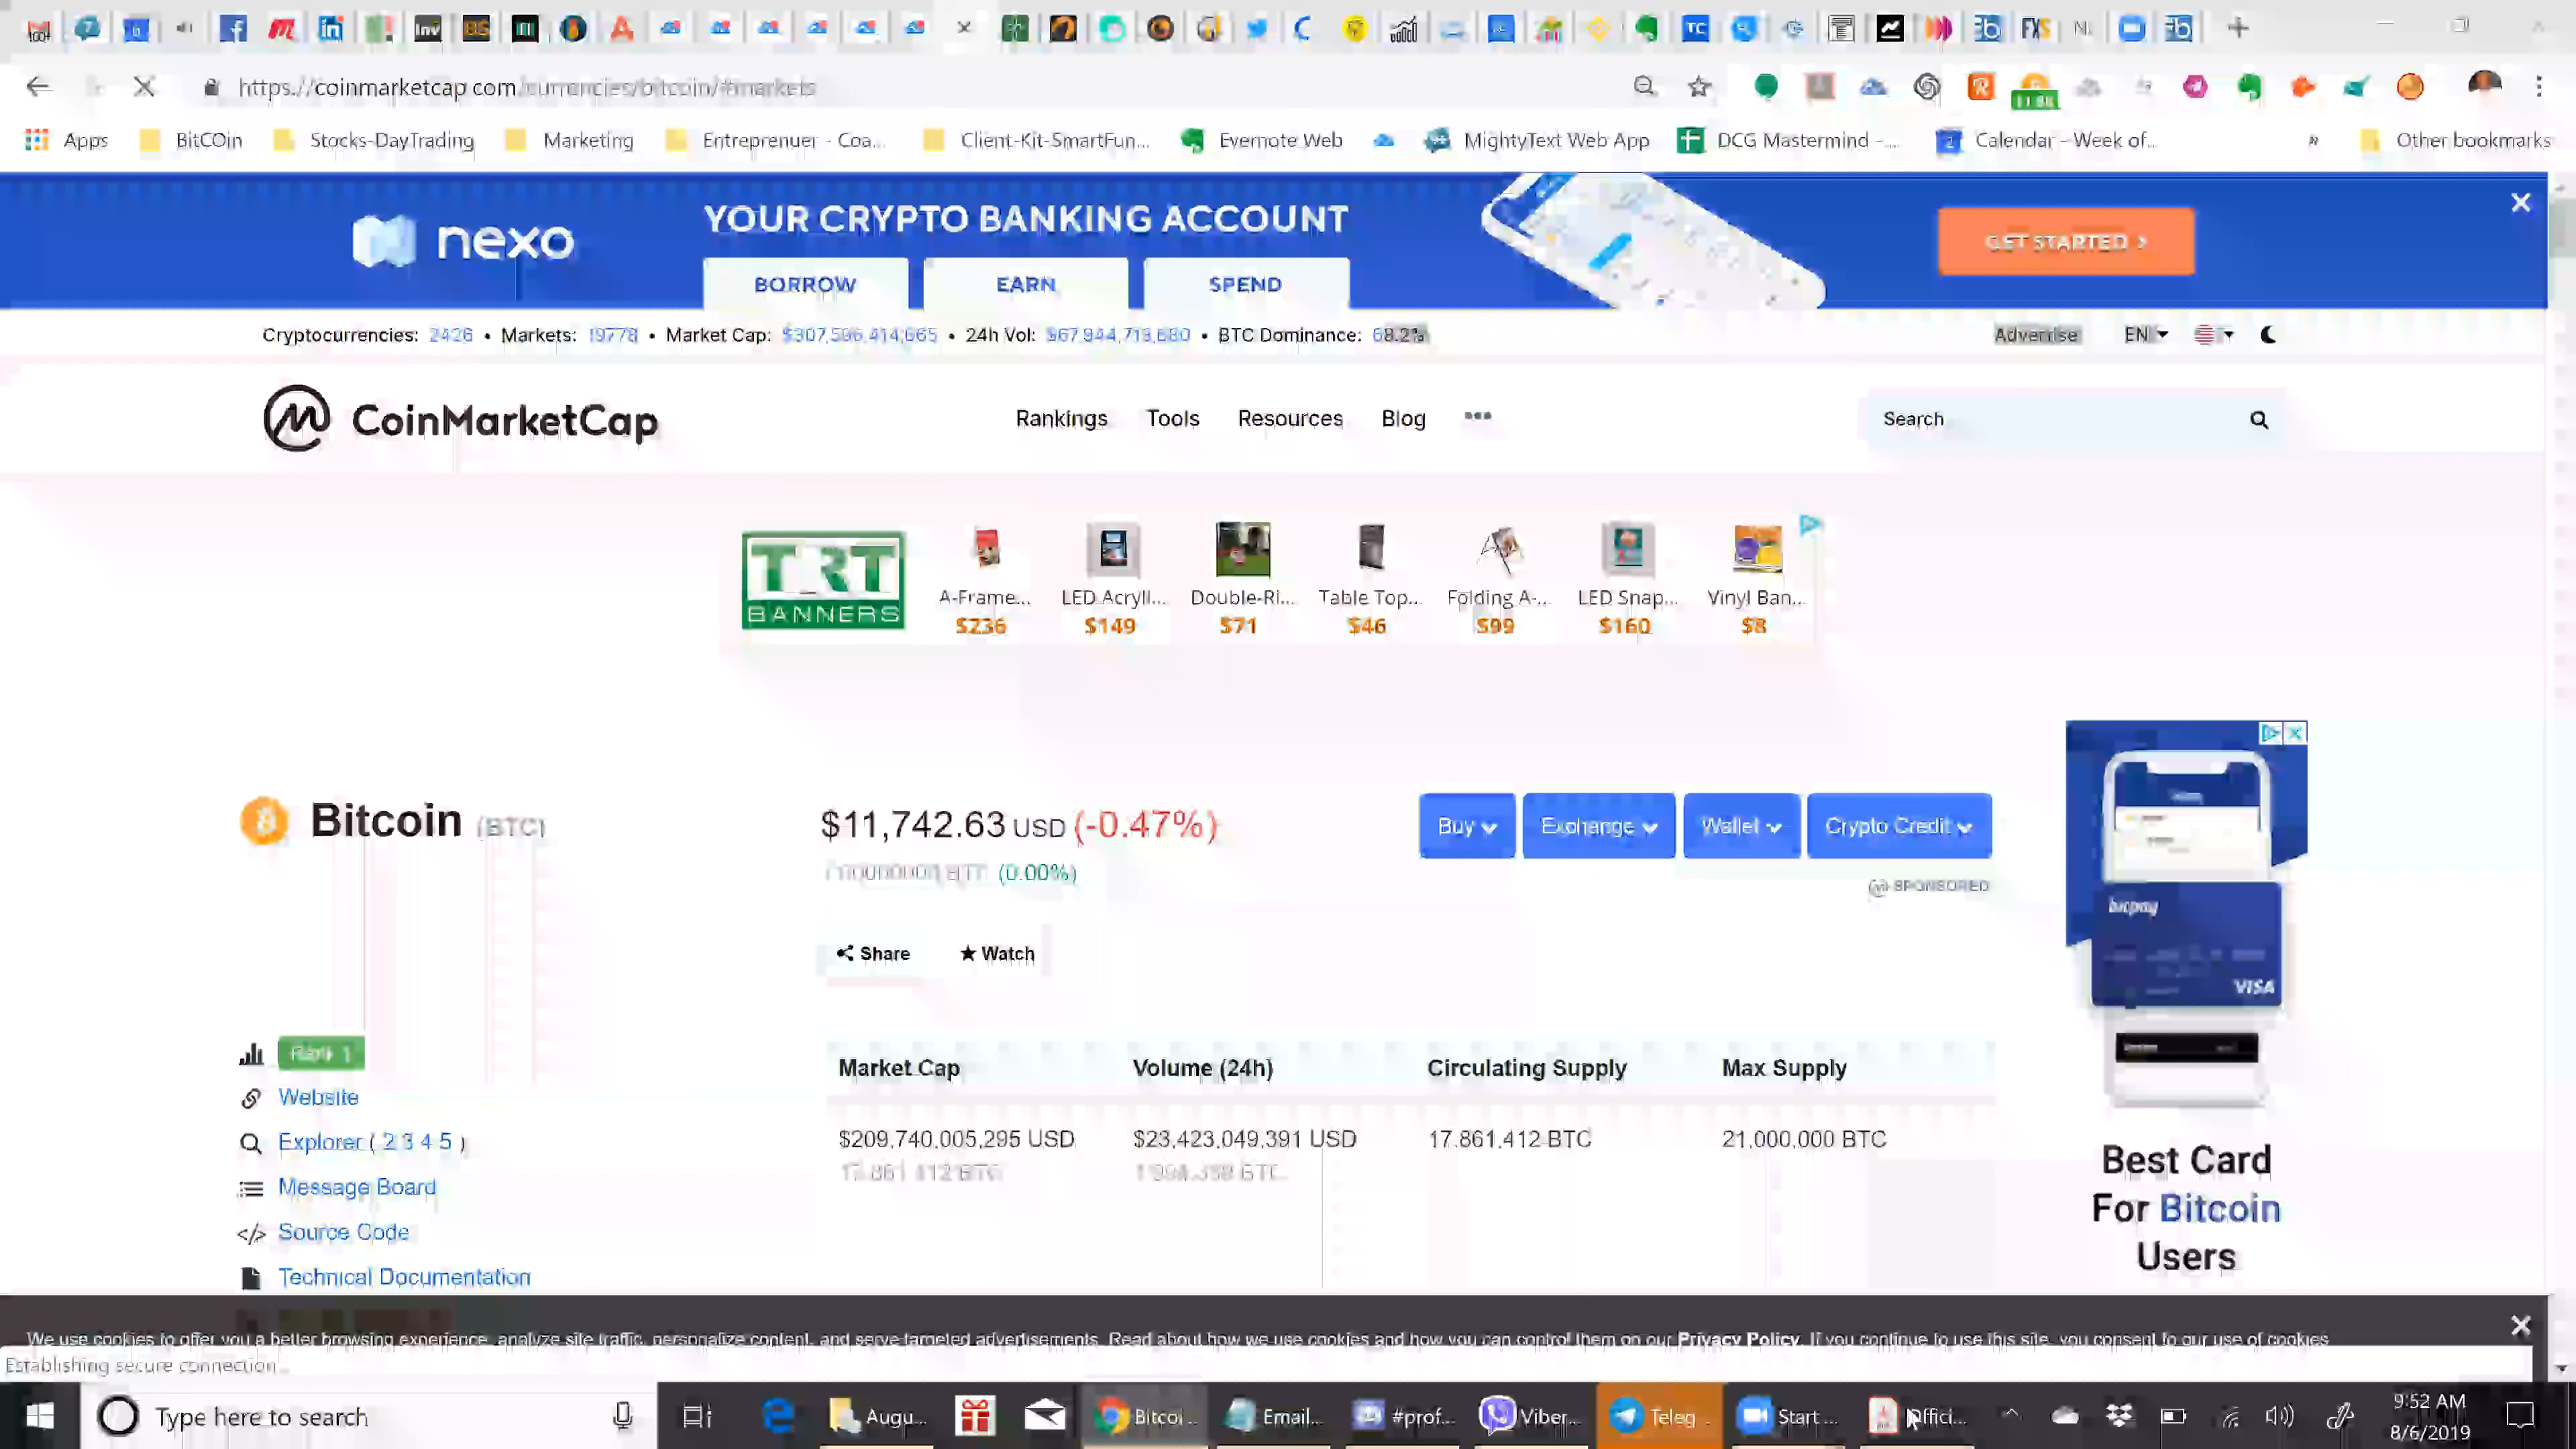 https://coinmarketcap.com/currencies/bitcoin/#markets
Apps BitCOin Stocks-DayTrading Marketing Entreprenuer - Coa... Client-Kit-SmartFun... Evernote Web MightyText Web App DCG Mastermind -... Calendar - Week of... » Other bookmarks
nexo
YOUR CRYPTO BANKING ACCOUNT
BORROW EARN SPEND
GET STARTED >
Cryptocurrencies: 2426 • Markets: 19778 • Market Cap: $307,596,414,665 • 24h Vol: $67,944,713,680 • BTC Dominance: 68.2%
Advertise EN
CoinMarketCap
Rankings Tools Resources Blog
Search
TRT
BANNERS
A-Frame... LED Acryli... Double-Ri... Table Top... Folding A-... LED Snap... Vinyl Ban...
$236 $149 $71 $46 $99 $160 $8
Bitcoin (BTC)
$11,742.63 USD (-0.47%)
(0.00%)
Buy Exchange Wallet Crypto Credit
SPONSORED
Share Watch
Rank 1
Website
Explorer ( 2 3 4 5 )
Message Board
Source Code
Technical Documentation
Market Cap Volume (24h) Circulating Supply Max Supply
$209,740,005,295 USD $23,423,049,391 USD 17,861,412 BTC 21,000,000 BTC
17,861,412 BTC
bitpay
VISA
Best Card
For Bitcoin
Users
We use cookies to offer you a better browsing experience, analyze site traffic, personalize content, and serve targeted advertisements. Read about how we use cookies and how you can control them on our Privacy Policy. If you continue to use this site, you consent to our use of cookies
Establishing secure connection...
Type here to search
Augu... Bitcoi... Email... #prof... Viber... Teleg... Start ... Offici...
9:52 AM
8/6/2019